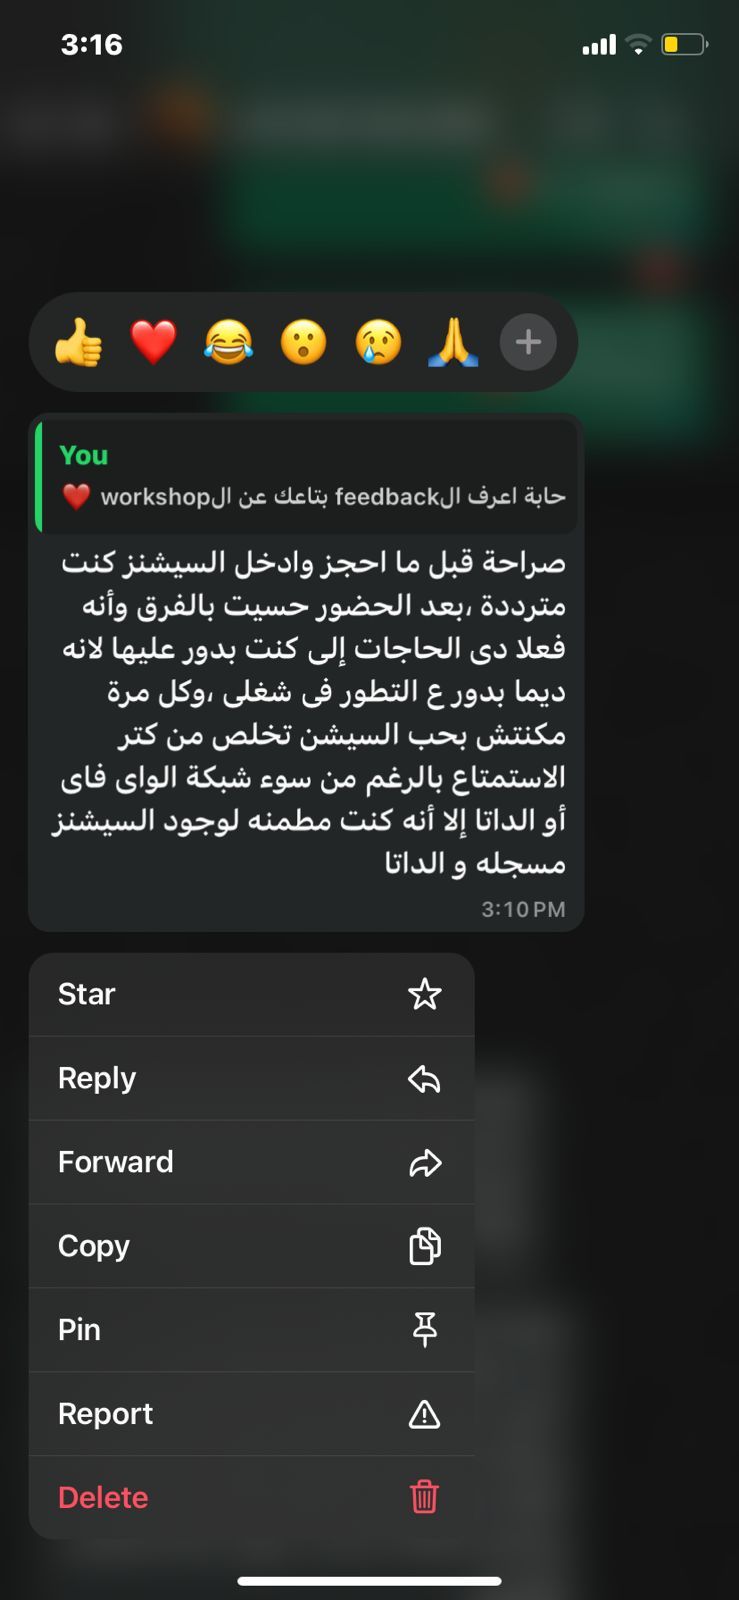 3:16
You
حابة اعرف الfeedback بتاعك عن الworkshop ❤️
صراحة قبل ما احجز وادخل السيشنز كنت
مترددة ،بعد الحضور حسيت بالفرق وأنه
فعلا دى الحاجات إلى كنت بدور عليها لانه
ديما بدور ع التطور فى شغلى ،وكل مرة
مكنتش بحب السيشن تخلص من كتر
الاستمتاع بالرغم من سوء شبكة الواى فاى
أو الداتا إلا أنه كنت مطمنه لوجود السيشنز
مسجله و الداتا
3:10 PM
Star
Reply
Forward
Copy
Pin
Report
Delete